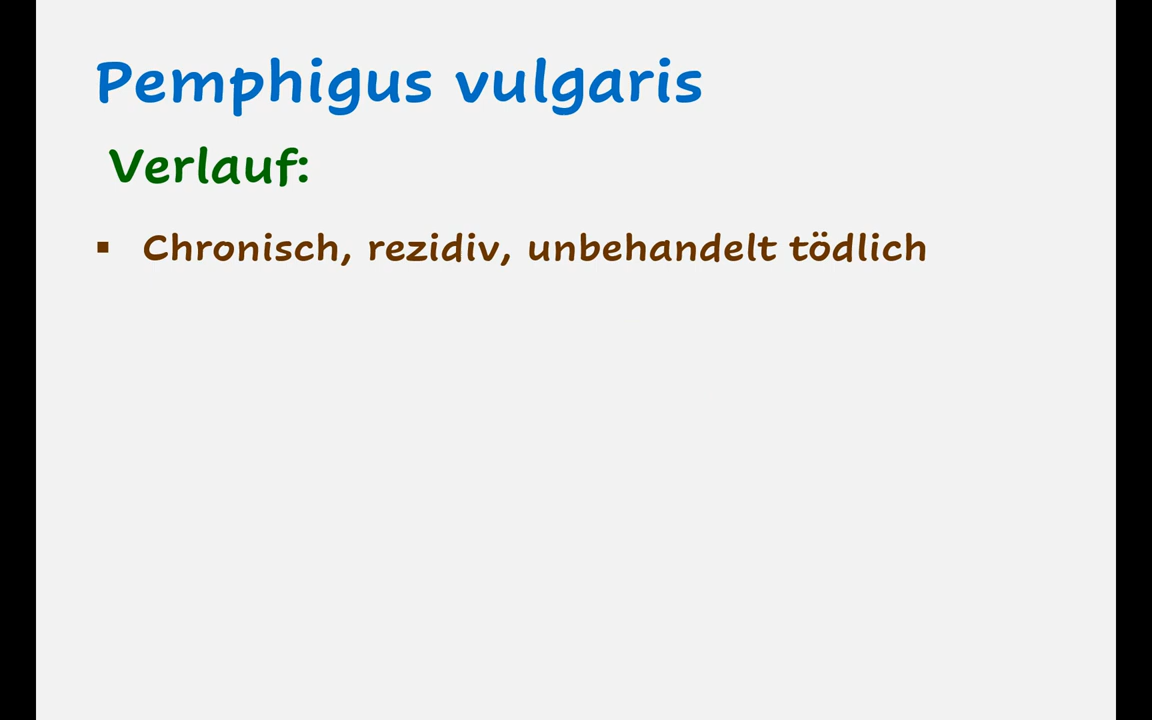 Pemphigus vulgaris
Verlauf:
▪ Chronisch, rezidiv, unbehandelt tödlich